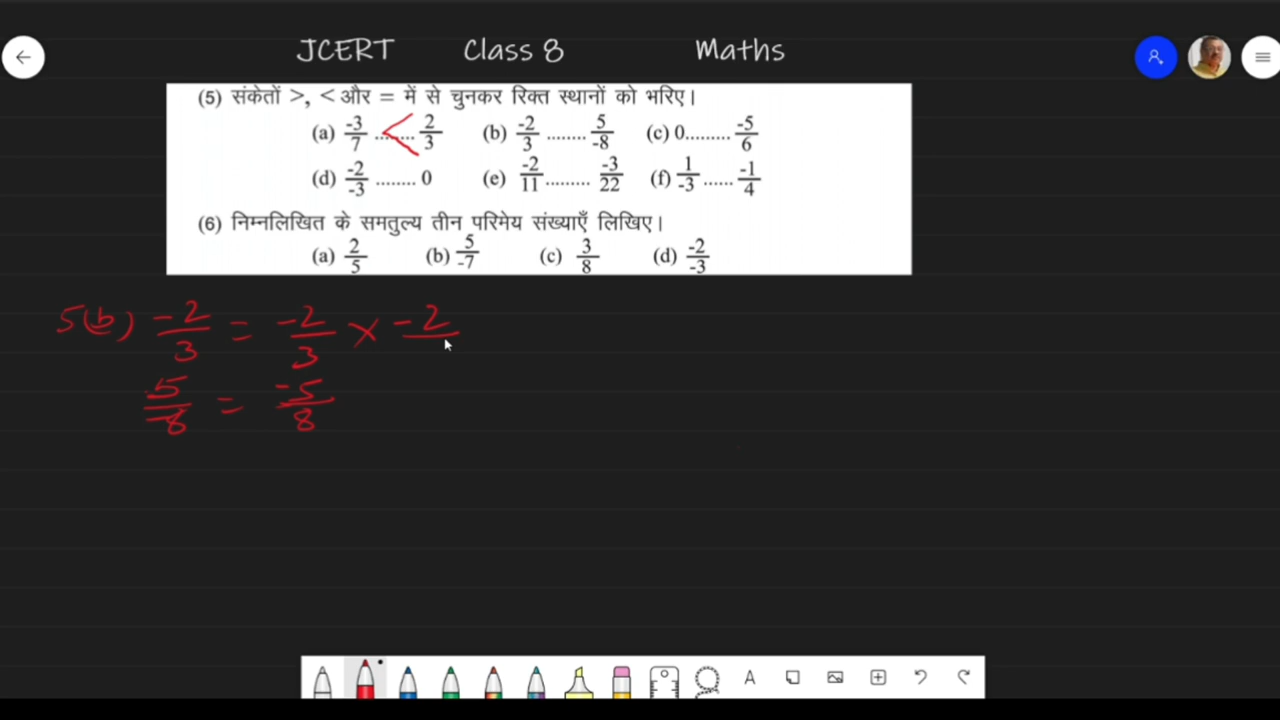 JCERT Class 8 Maths
(5) संकेतों >, < और = में से चुनकर रिक्त स्थानों को भरिए।
(a) -3/7 ........ < 2/3 (b) -2/3 ........ 5/-8 (c) 0......... -5/6
(d) -2/-3 ........ 0 (e) -2/11 ......... -3/22 (f) 1/-3 ...... -1/4
(6) निम्नलिखित के समतुल्य तीन परिमेय संख्याएँ लिखिए।
(a) 2/5 (b) 5/-7 (c) 3/8 (d) -2/-3
5(b) -2/3 = -2/3 × -2
5/-8 = -5/8
A